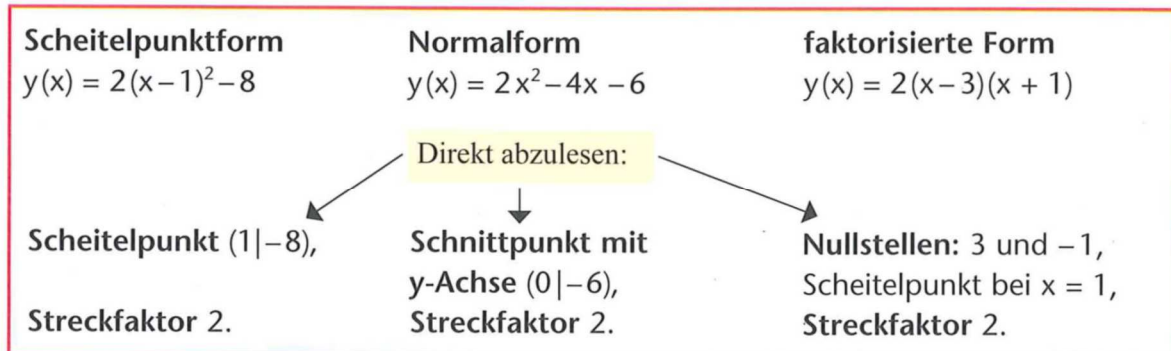 Scheitelpunktform
y(x) = 2(x−1)²−8
Normalform
y(x) = 2x²−4x −6
faktorisierte Form
y(x) = 2(x−3)(x + 1)
Direkt abzulesen:
Scheitelpunkt (1|−8),
Streckfaktor 2.
Schnittpunkt mit
y-Achse (0|−6),
Streckfaktor 2.
Nullstellen: 3 und −1,
Scheitelpunkt bei x = 1,
Streckfaktor 2.